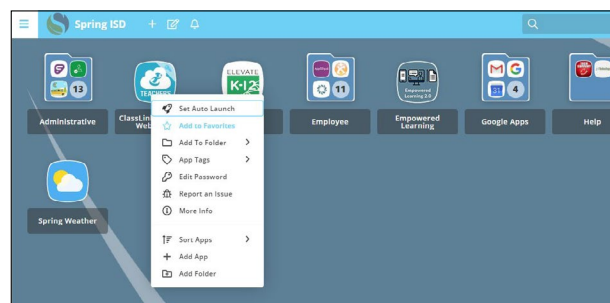 Spring ISD
13
TEACHERS
ELEVATE
K-12
11
Empowered
Learning 2.0
M G
31 4
Administrative
Employee
Empowered
Learning
Google Apps
Help
Set Auto Launch
Add to Favorites
Add To Folder
App Tags
Edit Password
Report an Issue
More Info
Sort Apps
Add App
Add Folder
Spring Weather